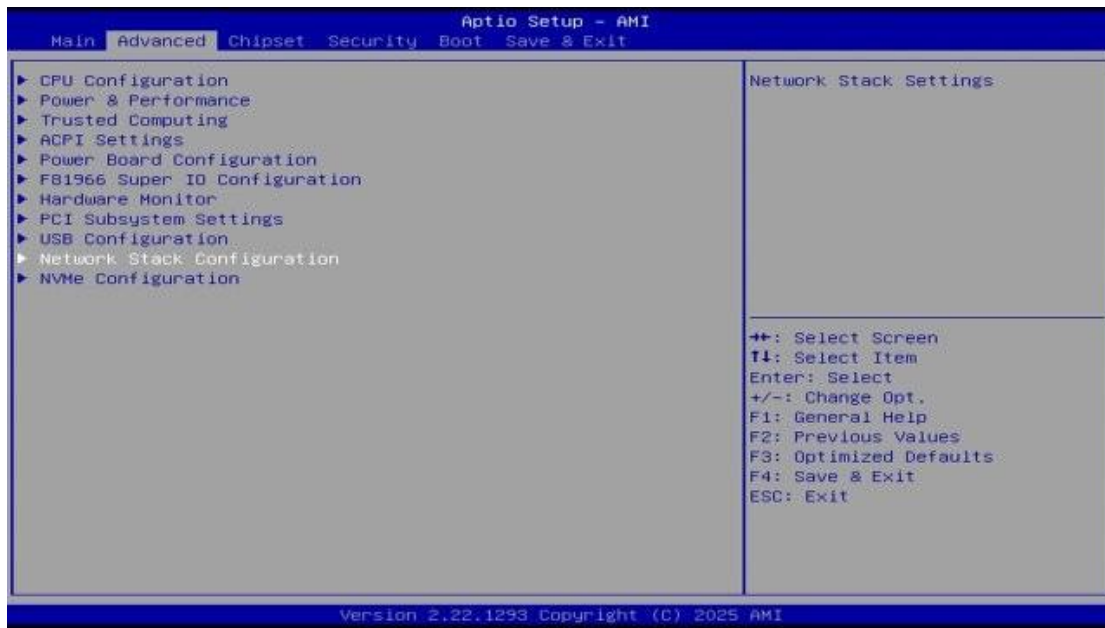 Aptio Setup – AMI
Main Advanced Chipset Security Boot Save & Exit
► CPU Configuration
► Power & Performance
► Trusted Computing
► ACPI Settings
► Power Board Configuration
► F81966 Super IO Configuration
► Hardware Monitor
► PCI Subsystem Settings
► USB Configuration
► Network Stack Configuration
► NVMe Configuration
Network Stack Settings
→←: Select Screen
↑↓: Select Item
Enter: Select
+/-: Change Opt.
F1: General Help
F2: Previous Values
F3: Optimized Defaults
F4: Save & Exit
ESC: Exit
Version 2.22.1293 Copyright (C) 2025 AMI